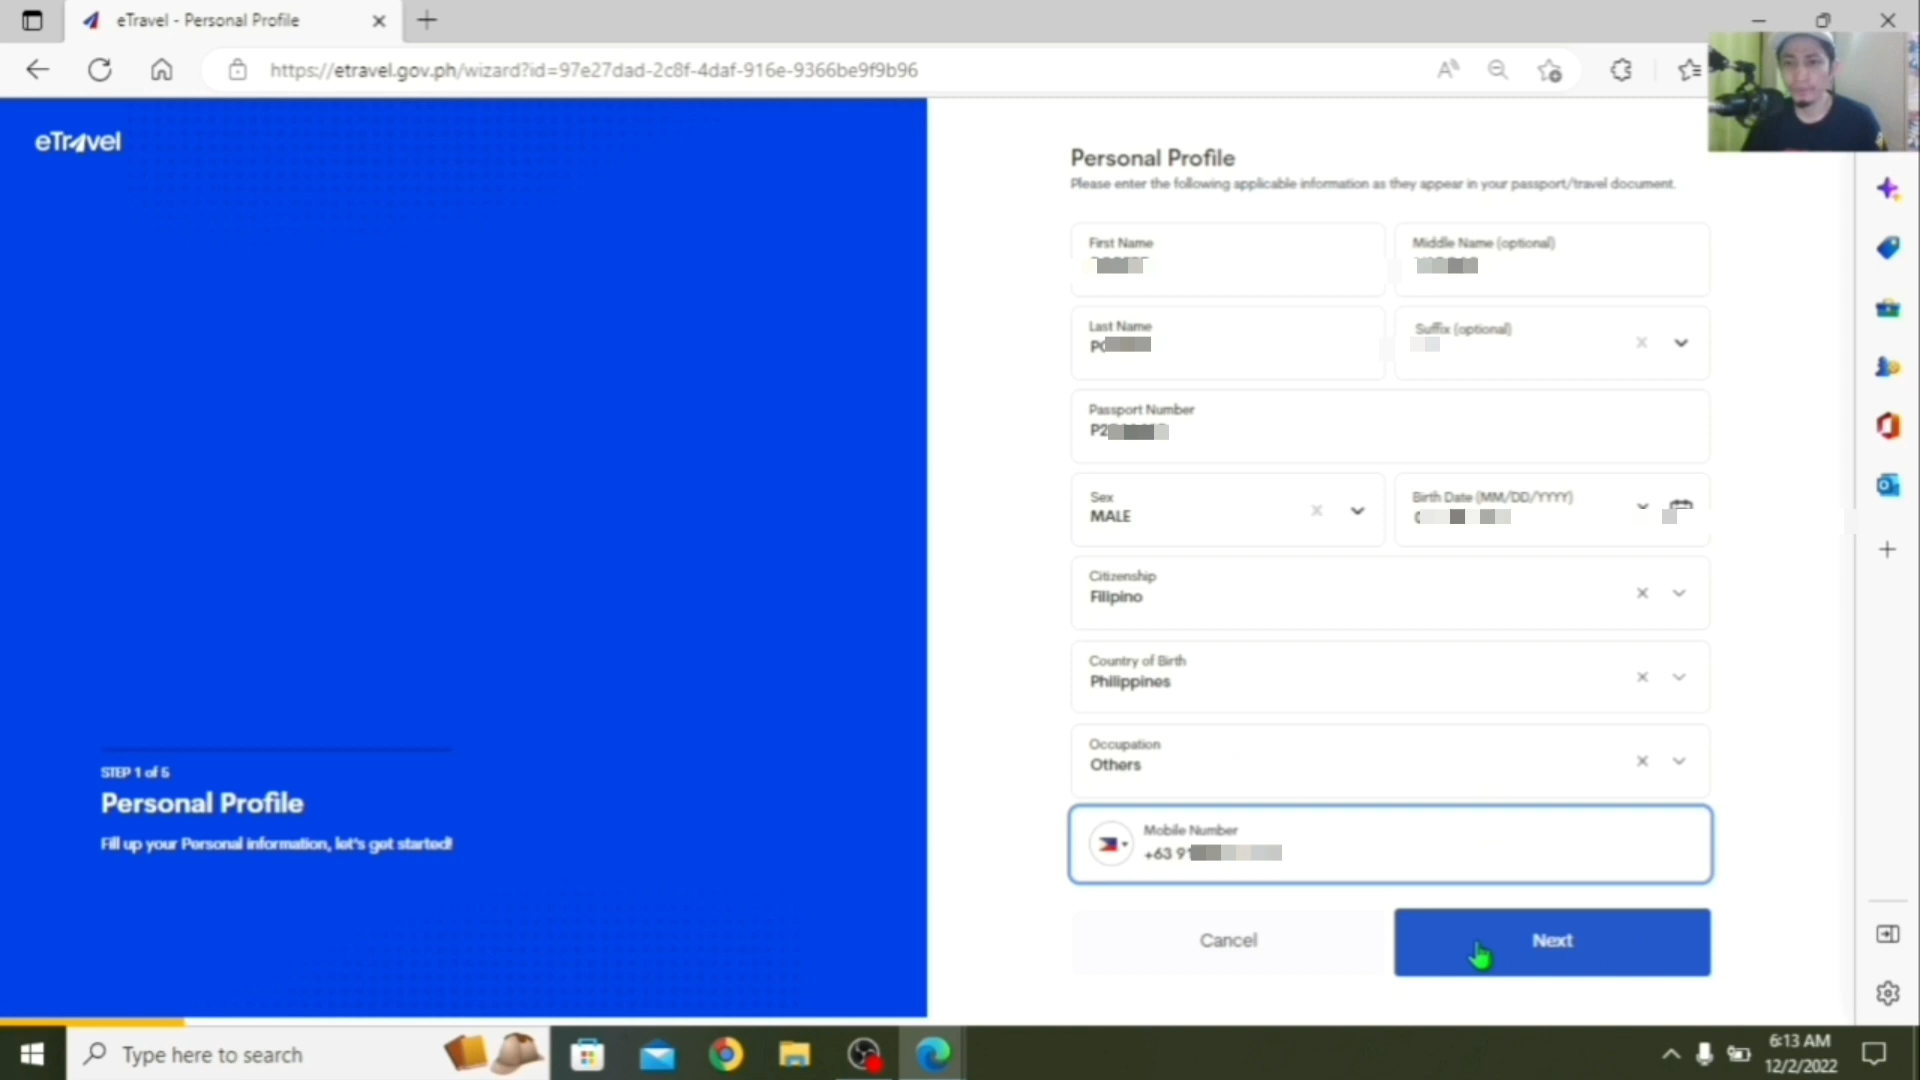 eTravel - Personal Profile
https://etravel.gov.ph/wizard?id=97e27dad-2c8f-4daf-916e-9366be9f9b96
eTravel
STEP 1 of 5
Personal Profile
Fill up your Personal information, let's get started!
Personal Profile
Please enter the following applicable information as they appear in your passport/travel document.
First Name
Middle Name (optional)
Last Name
Suffix (optional)
Passport Number
P2
Sex
MALE
Birth Date (MM/DD/YYYY)
Citizenship
Filipino
Country of Birth
Philippines
Occupation
Others
Mobile Number
+63 91
Cancel
Next
Type here to search
6:13 AM
12/2/2022